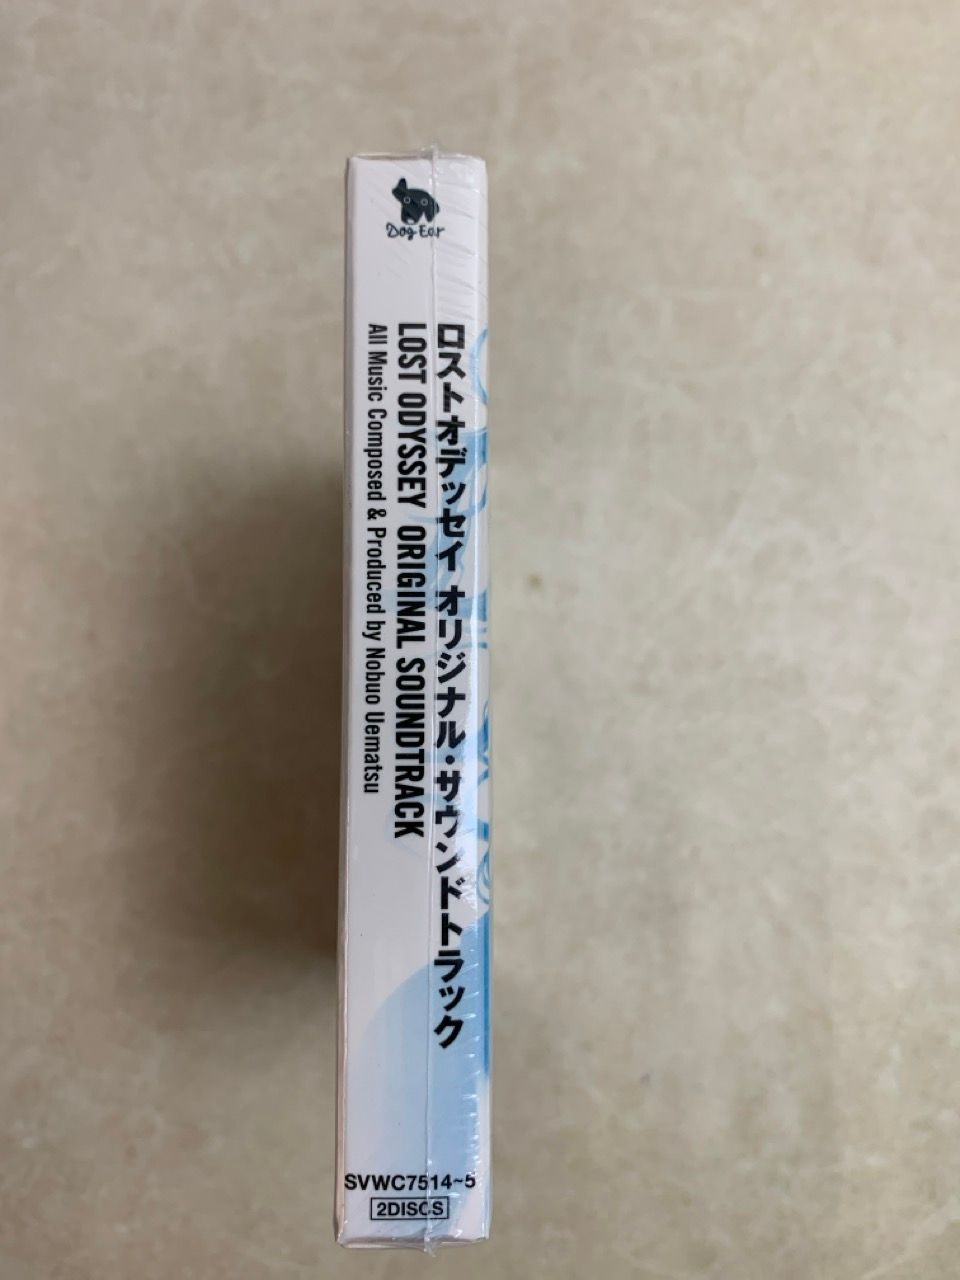 Dog Ear
ロストオデッセイ オリジナル・サウンドトラック
LOST ODYSSEY ORIGINAL SOUNDTRACK
All Music Composed & Produced by Nobuo Uematsu
SVWC7514~5
2DISCS